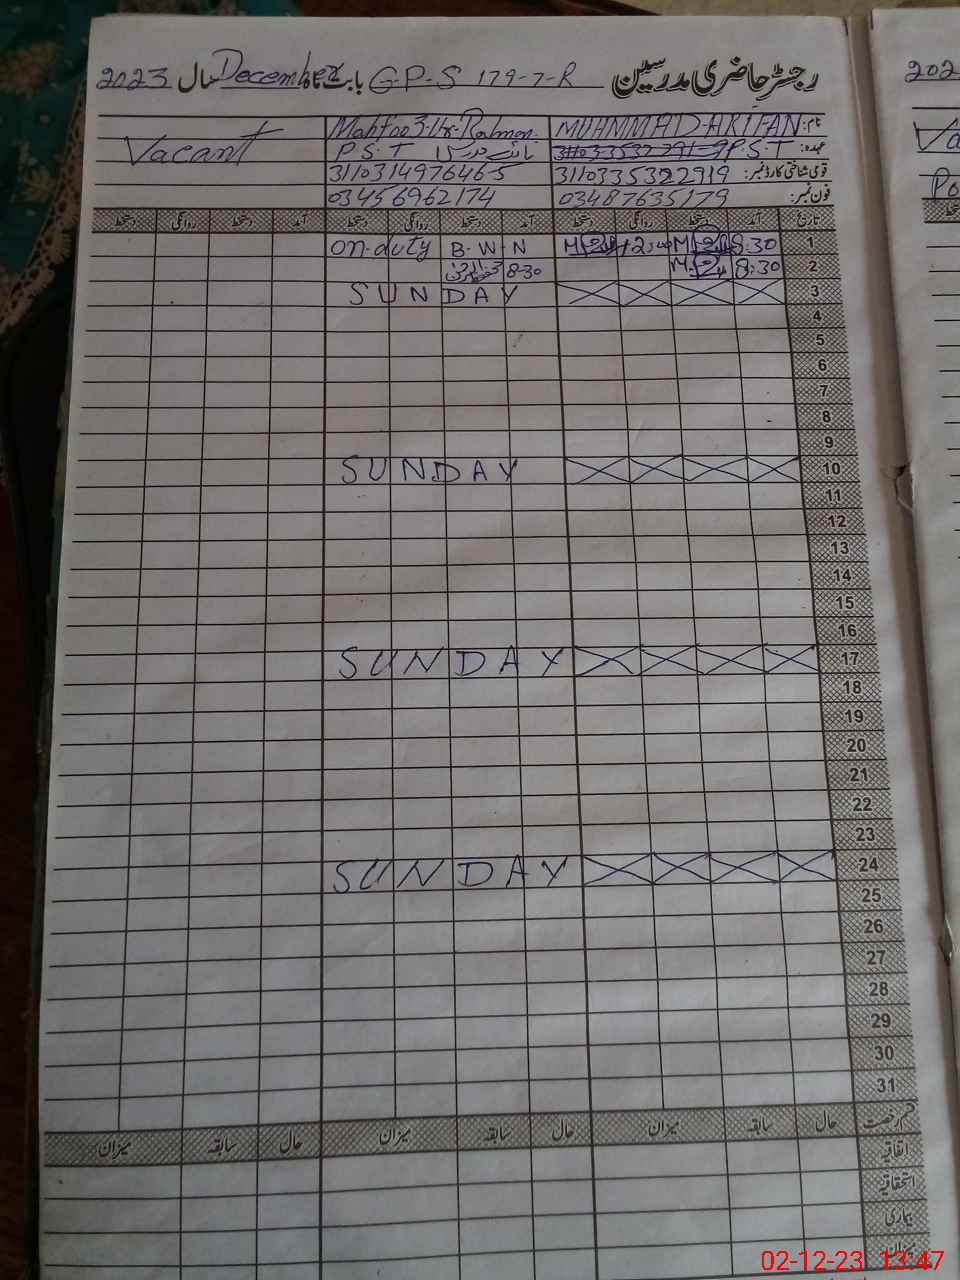 رجسٹر حاضری مدرسین G-P-S 179-7-R بابت ماہ December سال 2023
نام: MUHMMAD-ARIFAN Mahfooz-Ur-Rahman Vacant
عہدہ: P.S.T P.S.T
قومی شناختی کارڈ نمبر: 3110335322919 3110314976465
فون نمبر: 03487635179 03456962174
تاریخ آمد دستخط روانگی دستخط آمد دستخط روانگی دستخط آمد دستخط روانگی دستخط
1 8:30 on-duty B-W-N
2 8:30 8-30
3 SUNDAY
4
5
6
7
8
9
10 SUNDAY
11
12
13
14
15
16
17 SUNDAY
18
19
20
21
22
23
24 SUNDAY
25
26
27
28
29
30
31
قسم رخصت حال سابقہ میزان حال سابقہ میزان حال سابقہ میزان
اتفاقیہ
استحقاقیہ
بیماری
202
Va
Po
02-12-23 13:47